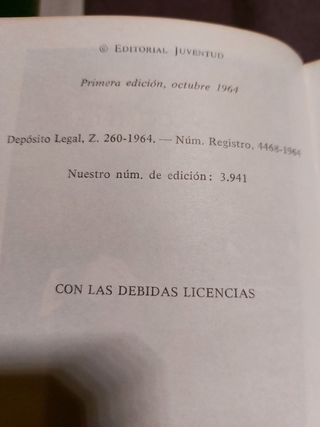 © EDITORIAL JUVENTUD
Primera edición, octubre 1964
Depósito Legal, Z. 260-1964. — Núm. Registro, 4468-1964
Nuestro núm. de edición: 3.941
CON LAS DEBIDAS LICENCIAS